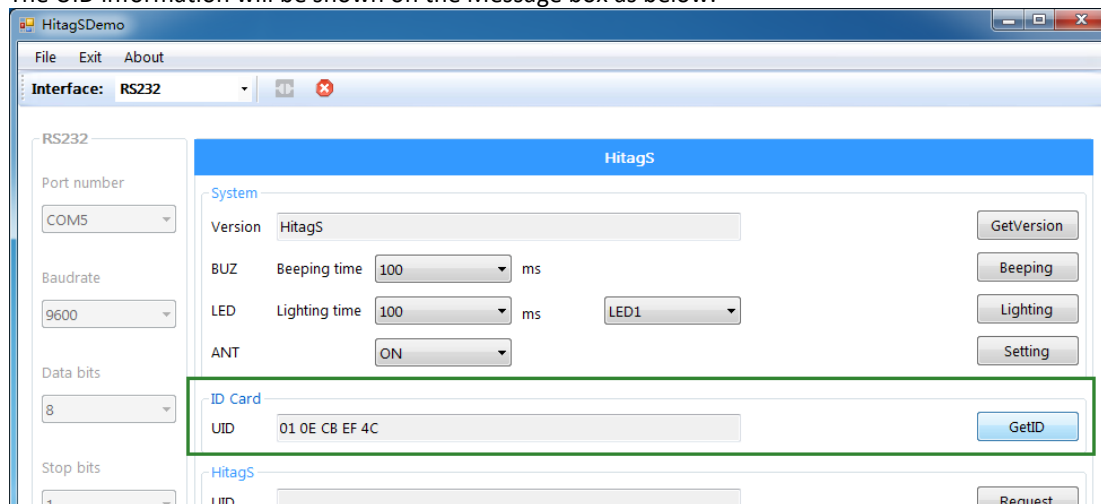 The UID information will be shown on the Message box as below:
HitagSDemo
File Exit About
Interface: RS232
RS232
HitagS
Port number
System
COM5
Version HitagS GetVersion
BUZ Beeping time 100 ms Beeping
Baudrate
9600
LED Lighting time 100 ms LED1 Lighting
ANT ON Setting
Data bits
8
ID Card
UID 01 0E CB EF 4C GetID
Stop bits
HitagS
1
UID Request